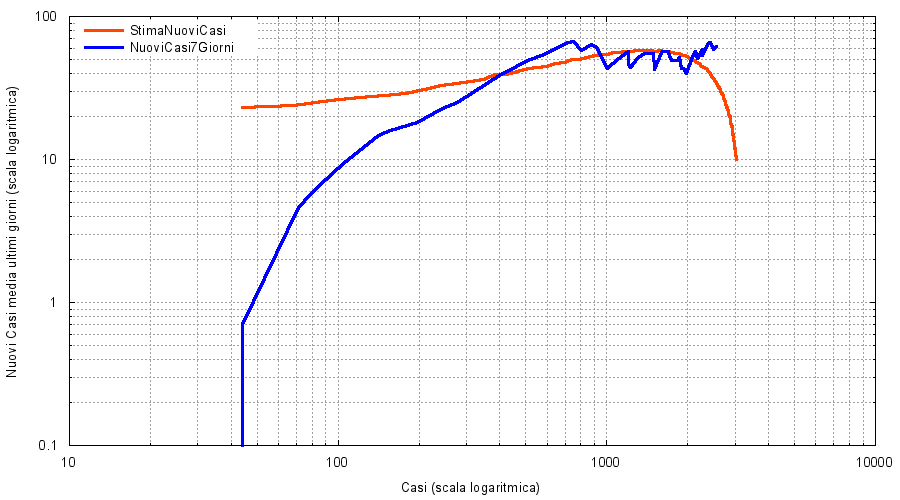 100
StimaNuoviCasi
NuoviCasi7Giorni
10
1
0.1
Nuovi Casi media ultimi giorni (scala logaritmica)
10
100
1000
10000
Casi (scala logaritmica)